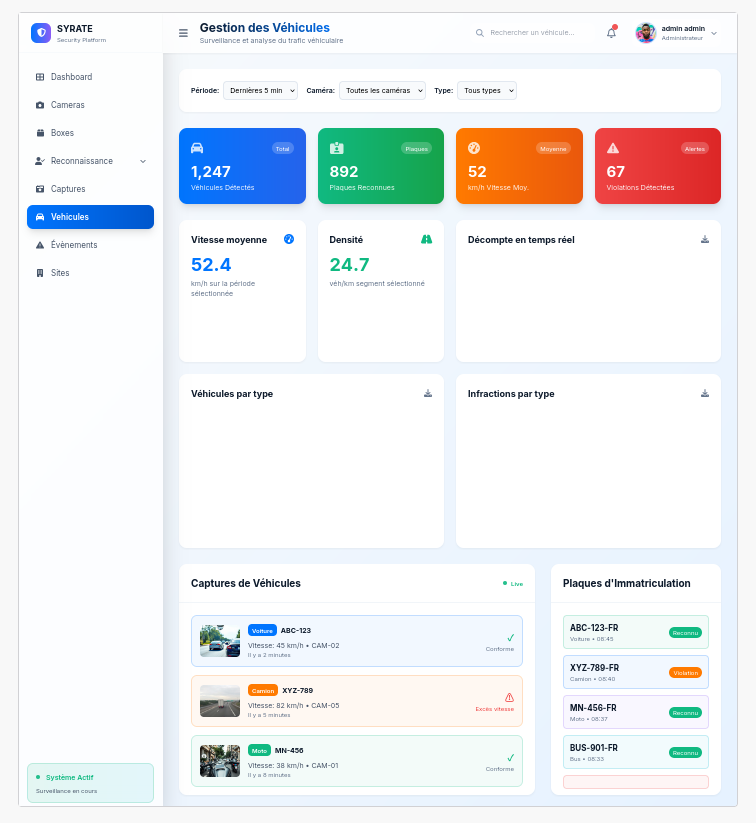 SYRATE
Security Platform
Gestion des Véhicules
Surveillance et analyse du trafic véhiculaire
Rechercher un véhicule...
admin admin
Administrateur
Dashboard
Cameras
Boxes
Reconnaissance
Captures
Vehicules
Évènements
Sites
Système Actif
Surveillance en cours
Période: Dernières 5 min Caméra: Toutes les caméras Type: Tous types
Total
1,247
Véhicules Détectés
Plaques
892
Plaques Reconnues
Moyenne
52
km/h Vitesse Moy.
Alertes
67
Violations Détectées
Vitesse moyenne
52.4
km/h sur la période
sélectionnée
Densité
24.7
véh/km segment sélectionné
Décompte en temps réel
Véhicules par type
Infractions par type
Captures de Véhicules
Live
Voiture ABC-123
Vitesse: 45 km/h • CAM-02
Il y a 2 minutes
Conforme
Camion XYZ-789
Vitesse: 82 km/h • CAM-05
Il y a 5 minutes
Excès vitesse
Moto MN-456
Vitesse: 38 km/h • CAM-01
Il y a 8 minutes
Conforme
Plaques d'Immatriculation
ABC-123-FR
Voiture • 08:45
Reconnu
XYZ-789-FR
Camion • 08:40
Violation
MN-456-FR
Moto • 08:37
Reconnu
BUS-901-FR
Bus • 08:33
Reconnu